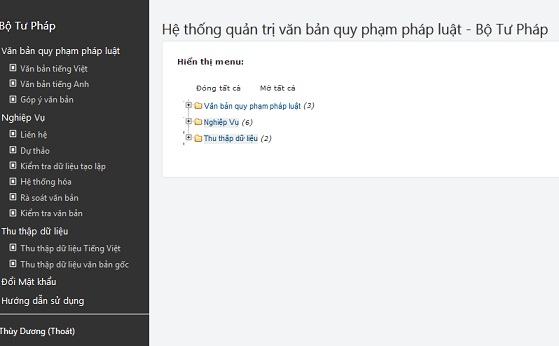 Bộ Tư Pháp
Văn bản quy phạm pháp luật
Văn bản tiếng Việt
Văn bản tiếng Anh
Góp ý văn bản
Nghiệp Vụ
Liên hệ
Dự thảo
Kiểm tra dữ liệu tạo lập
Hệ thống hóa
Rà soát văn bản
Kiểm tra văn bản
Thu thập dữ liệu
Thu thập dữ liệu Tiếng Việt
Thu thập dữ liệu văn bản gốc
Đổi Mật khẩu
Hướng dẫn sử dụng
Thùy Dương (Thoát)
Hệ thống quản trị văn bản quy phạm pháp luật - Bộ Tư Pháp
Hiển thị menu:
Đóng tất cả Mở tất cả
Văn bản quy phạm pháp luật (3)
Nghiệp Vụ (6)
Thu thập dữ liệu (2)